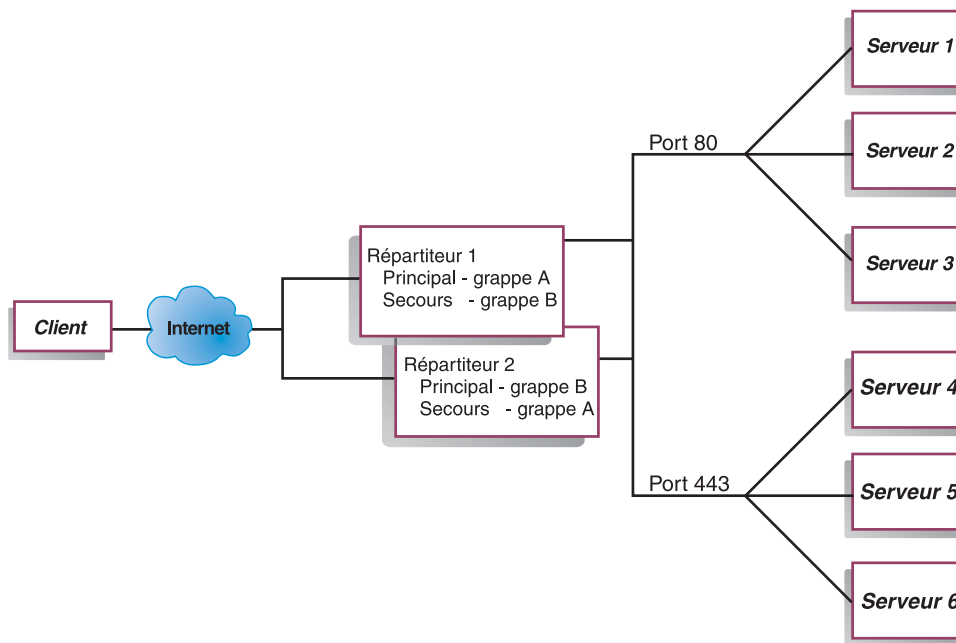 Client
Internet
Répartiteur 1
Principal - grappe A
Secours - grappe B
Répartiteur 2
Principal - grappe B
Secours - grappe A
Port 80
Serveur 1
Serveur 2
Serveur 3
Port 443
Serveur 4
Serveur 5
Serveur 6